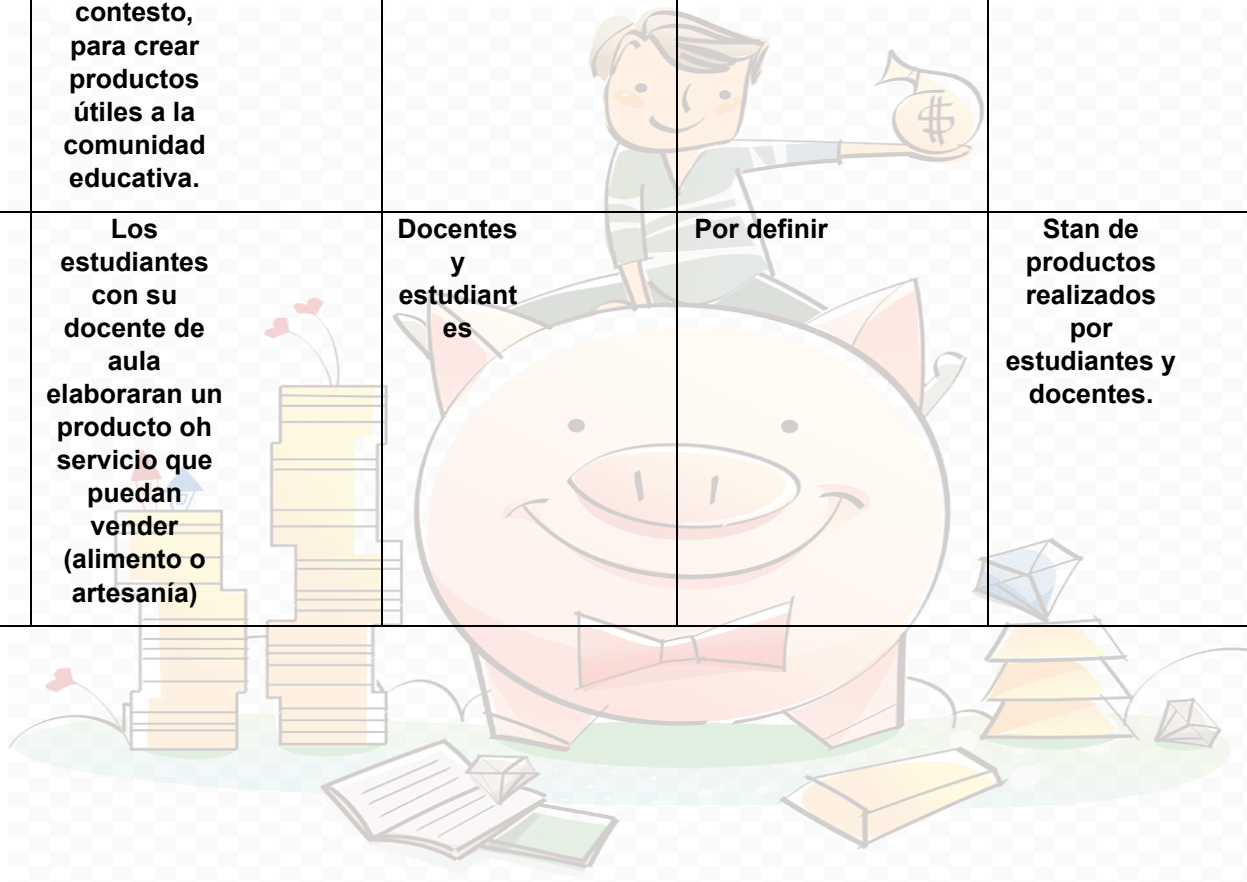 contesto,
para crear
productos
útiles a la
comunidad
educativa.
Los
estudiantes
con su
docente de
aula
elaboraran un
producto oh
servicio que
puedan
vender
(alimento o
artesanía)
Docentes
y
estudiant
es
Por definir
Stan de
productos
realizados
por
estudiantes y
docentes.
$